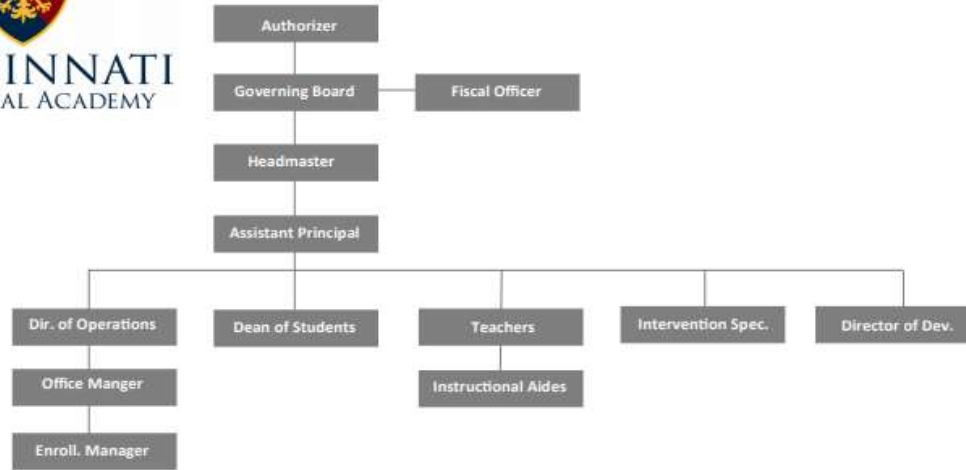 INNATI
AL ACADEMY
Authorizer
Governing Board
Fiscal Officer
Headmaster
Assistant Principal
Dir. of Operations
Dean of Students
Teachers
Intervention Spec.
Director of Dev.
Office Manger
Instructional Aides
Enroll. Manager